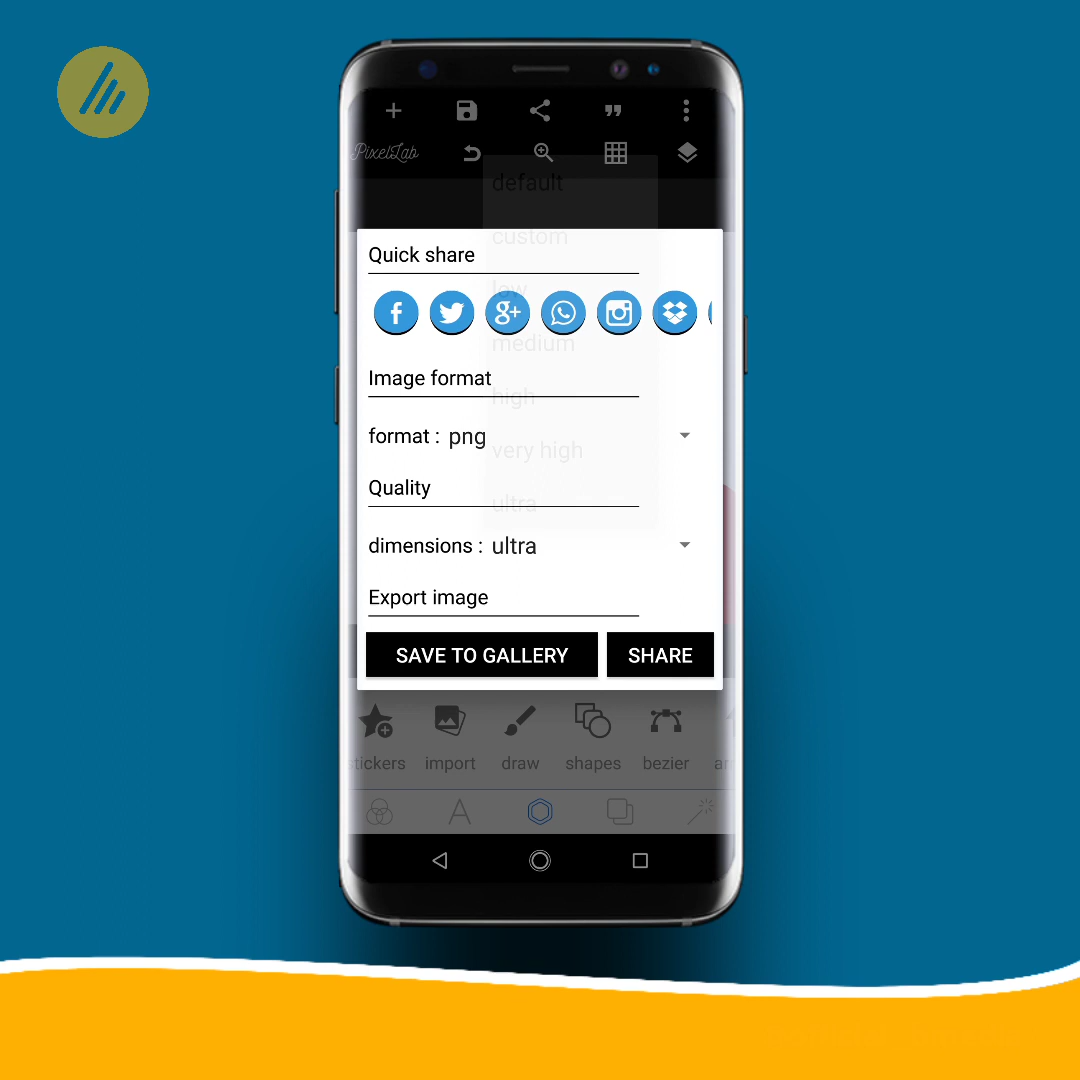 PixelLab
default
custom
Quick share
low
medium
Image format
high
format : png
very high
Quality
ultra
dimensions : ultra
Export image
SAVE TO GALLERY SHARE
stickers import draw shapes bezier